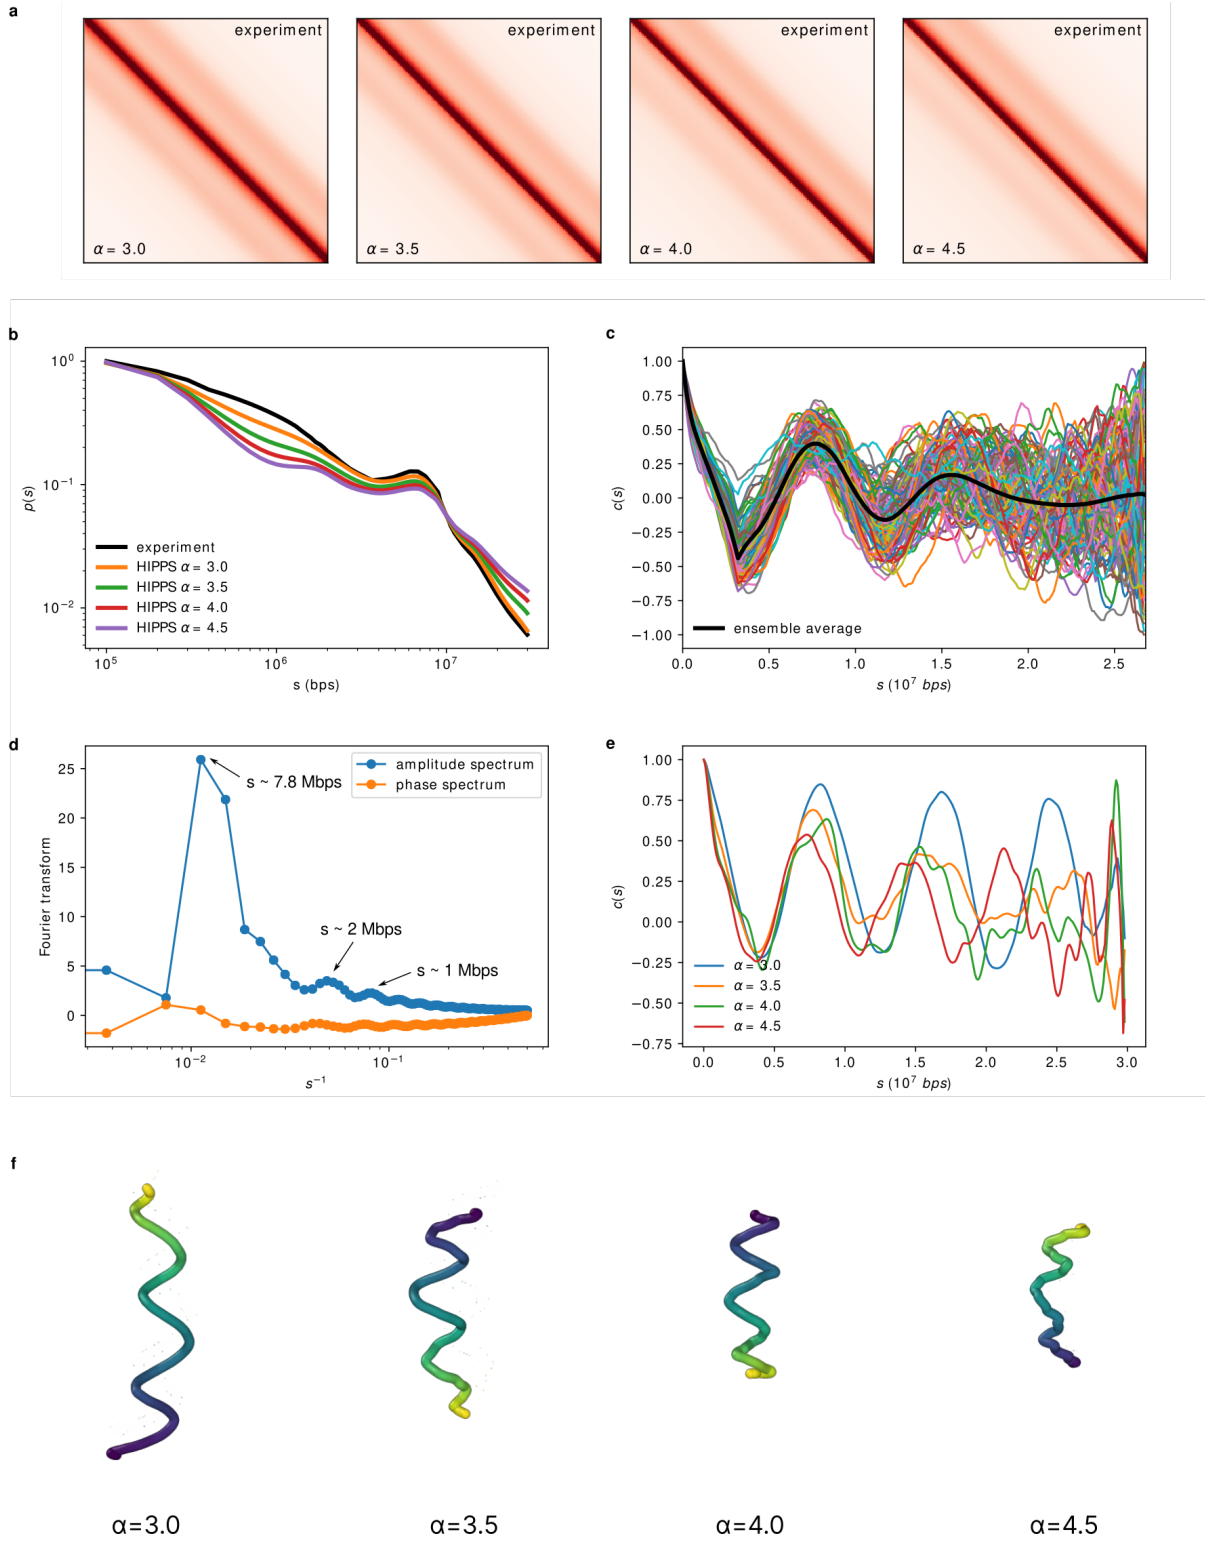 a
experiment experiment experiment experiment
α = 3.0 α = 3.5 α = 4.0 α = 4.5
b
10⁰
10⁻¹
10⁻²
p(s)
experiment
HIPPS α = 3.0
HIPPS α = 3.5
HIPPS α = 4.0
HIPPS α = 4.5
10⁵ 10⁶ 10⁷
s (bps)
c
1.00
0.75
0.50
0.25
0.00
−0.25
−0.50
−0.75
−1.00
c(s)
ensemble average
0.0 0.5 1.0 1.5 2.0 2.5
s (10⁷ bps)
d
25
20
15
10
5
0
Fourier transform
amplitude spectrum
phase spectrum
s ~ 7.8 Mbps
s ~ 2 Mbps
s ~ 1 Mbps
10⁻² 10⁻¹
s⁻¹
e
1.00
0.75
0.50
0.25
0.00
−0.25
−0.50
−0.75
c(s)
α = 3.0
α = 3.5
α = 4.0
α = 4.5
0.0 0.5 1.0 1.5 2.0 2.5 3.0
s (10⁷ bps)
f
α=3.0 α=3.5 α=4.0 α=4.5